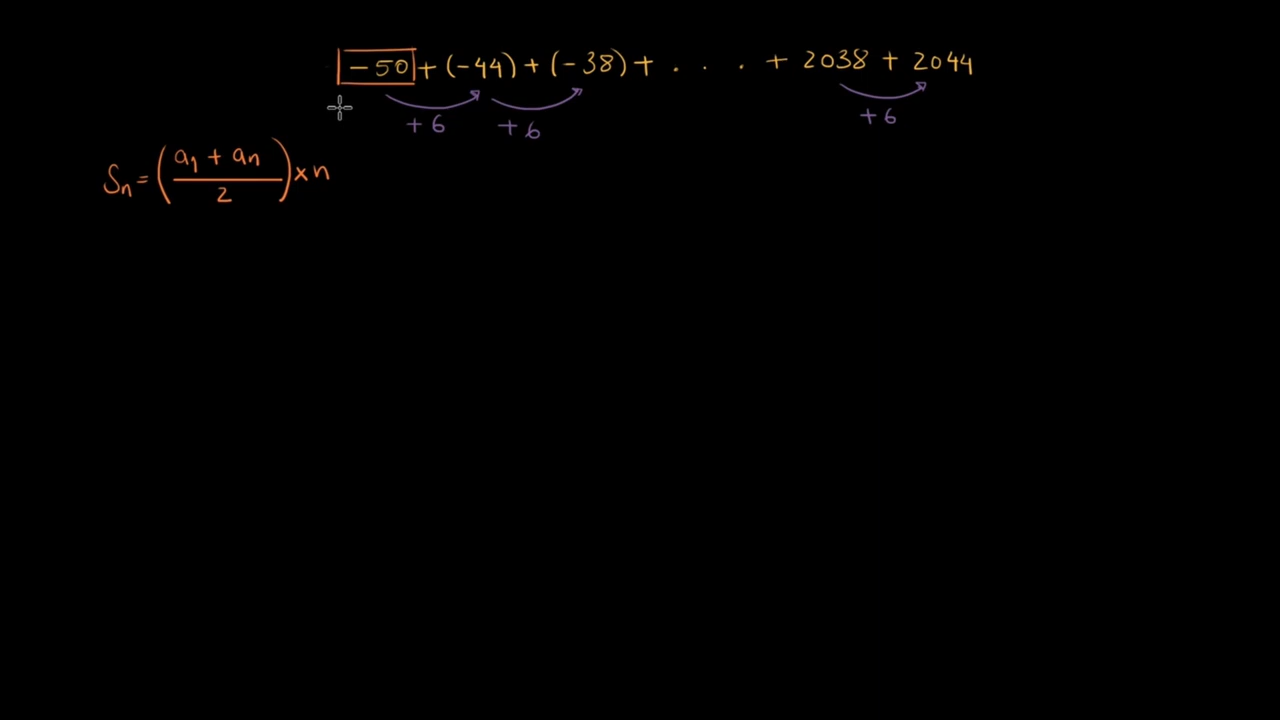 -50 + (-44) + (-38) + . . . + 2038 + 2044
+6 +6 +6
Sn = (a1 + an / 2) × n